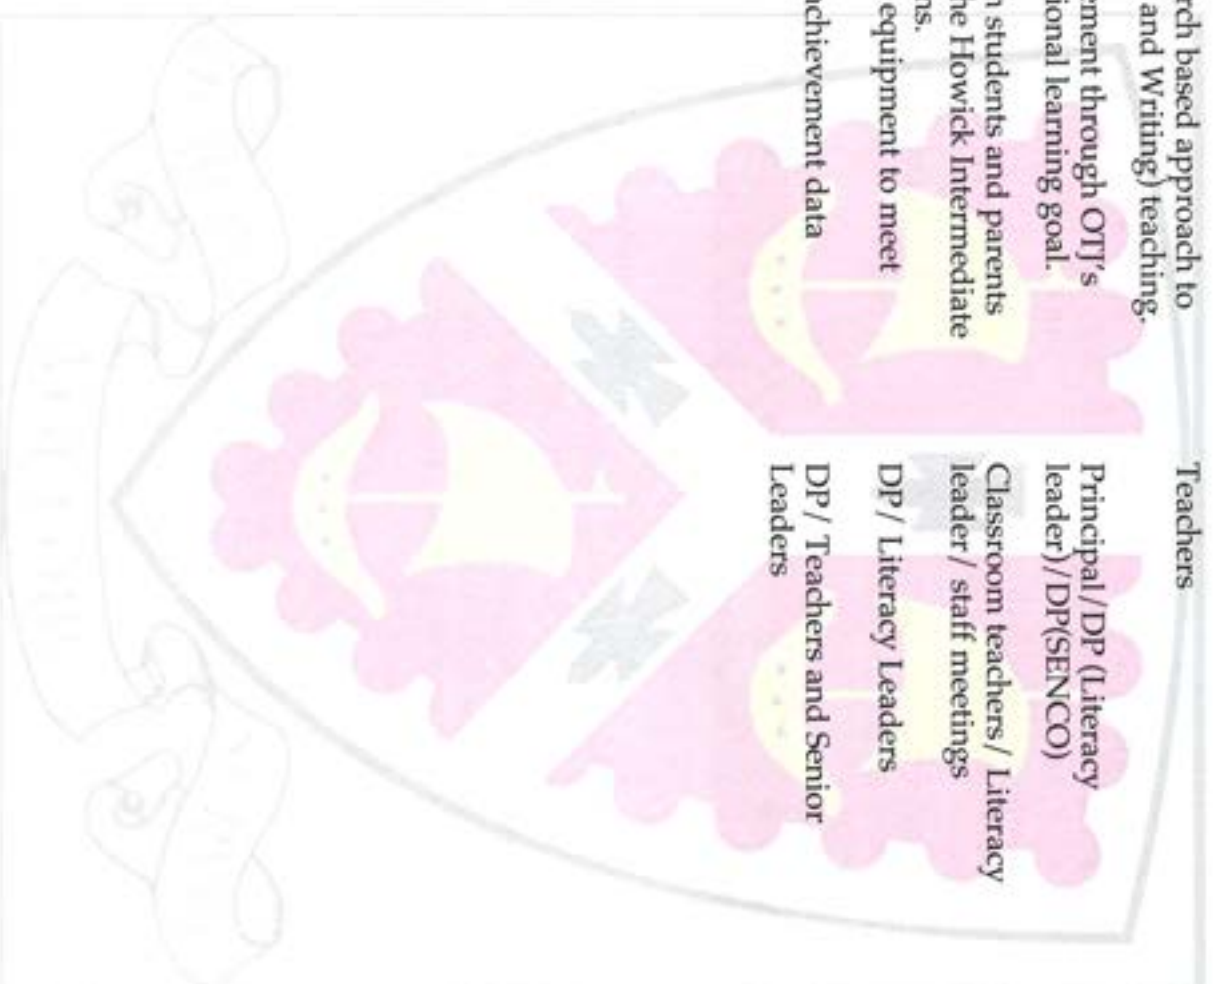 rch based approach to
and Writing) teaching.
ement through OTJ's
ional learning goal.
n students and parents
he Howick Intermediate
ns.
equipment to meet
chievement data
Teachers
Principal/DP (Literacy
leader)/DP(SENCO)
Classroom teachers/ Literacy
leader/ staff meetings
DP/ Literacy Leaders
DP/ Teachers and Senior
Leaders